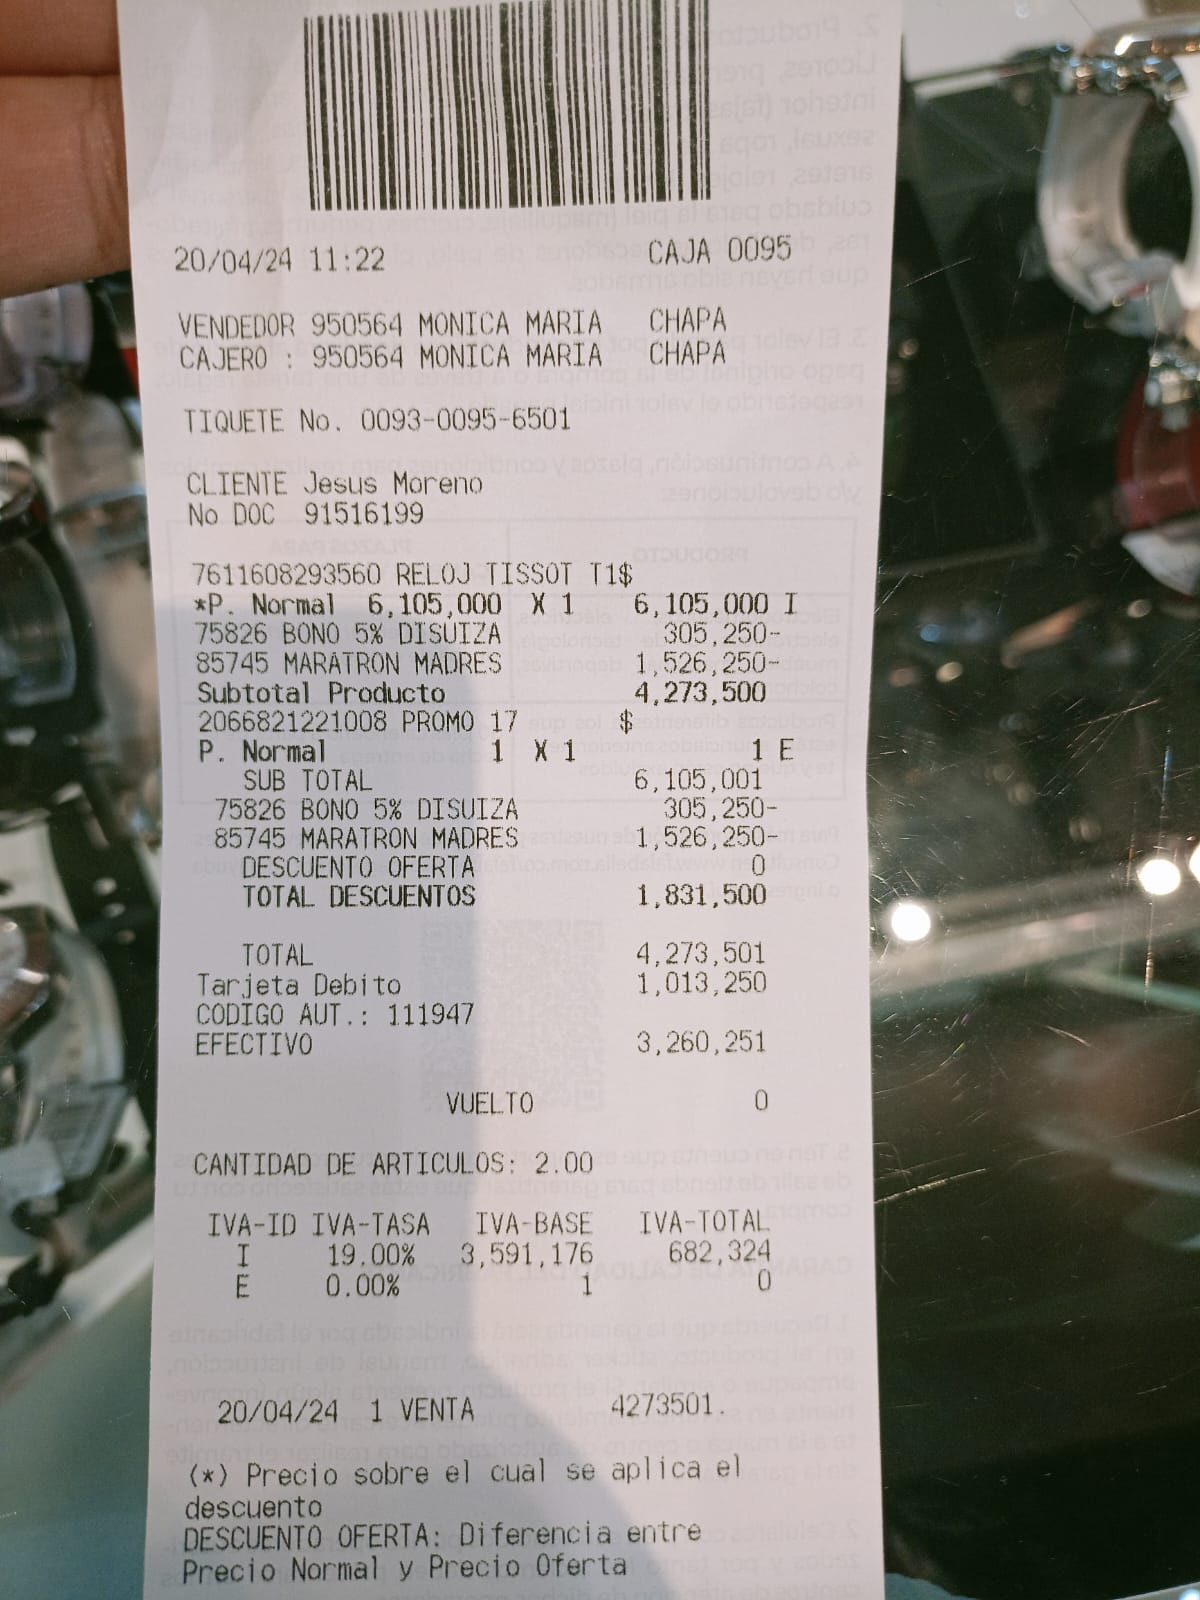 20/04/24 11:22 CAJA 0095
VENDEDOR 950564 MONICA MARIA CHAPA
CAJERO : 950564 MONICA MARIA CHAPA
TIQUETE No. 0093-0095-6501
CLIENTE Jesus Moreno
No DOC 91516199
7611608293560 RELOJ TISSOT T1$
*P. Normal 6,105,000 X 1 6,105,000 I
75826 BONO 5% DISUIZA 305,250-
85745 MARATRON MADRES 1,526,250-
Subtotal Producto 4,273,500
2066821221008 PROMO 17 $
P. Normal 1 X 1 1 E
SUB TOTAL 6,105,001
75826 BONO 5% DISUIZA 305,250-
85745 MARATRON MADRES 1,526,250-
DESCUENTO OFERTA 0
TOTAL DESCUENTOS 1,831,500
TOTAL 4,273,501
Tarjeta Debito 1,013,250
CODIGO AUT.: 111947
EFECTIVO 3,260,251
VUELTO 0
CANTIDAD DE ARTICULOS: 2.00
IVA-ID IVA-TASA IVA-BASE IVA-TOTAL
I 19.00% 3,591,176 682,324
E 0.00% 1 0
20/04/24 1 VENTA 4273501.
(*) Precio sobre el cual se aplica el
descuento
DESCUENTO OFERTA: Diferencia entre
Precio Normal y Precio Oferta